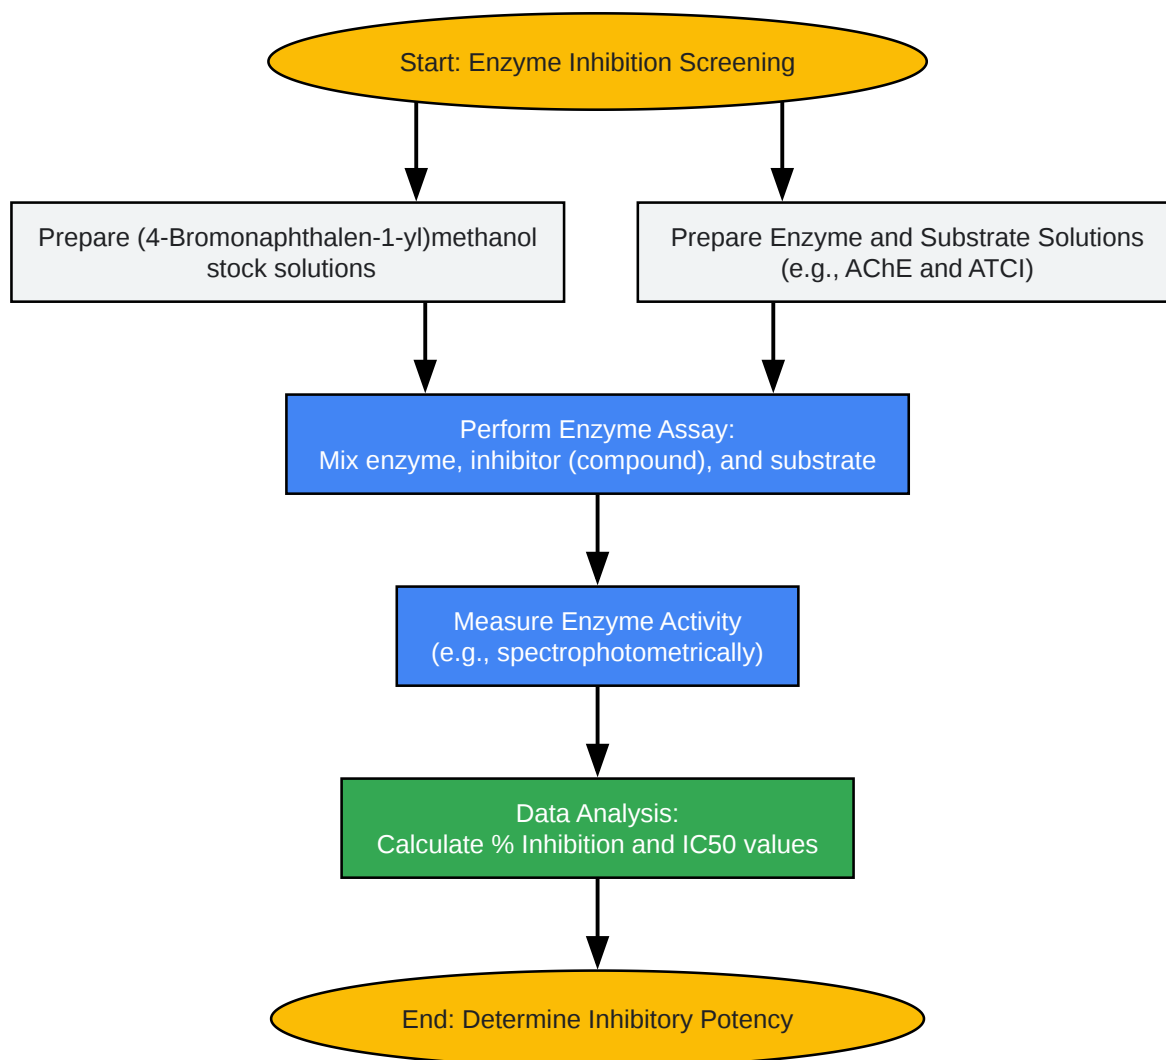 Start: Enzyme Inhibition Screening
Prepare (4-Bromonaphthalen-1-yl)methanol
stock solutions
Prepare Enzyme and Substrate Solutions
(e.g., AChE and ATCI)
Perform Enzyme Assay:
Mix enzyme, inhibitor (compound), and substrate
Measure Enzyme Activity
(e.g., spectrophotometrically)
Data Analysis:
Calculate % Inhibition and IC50 values
End: Determine Inhibitory Potency